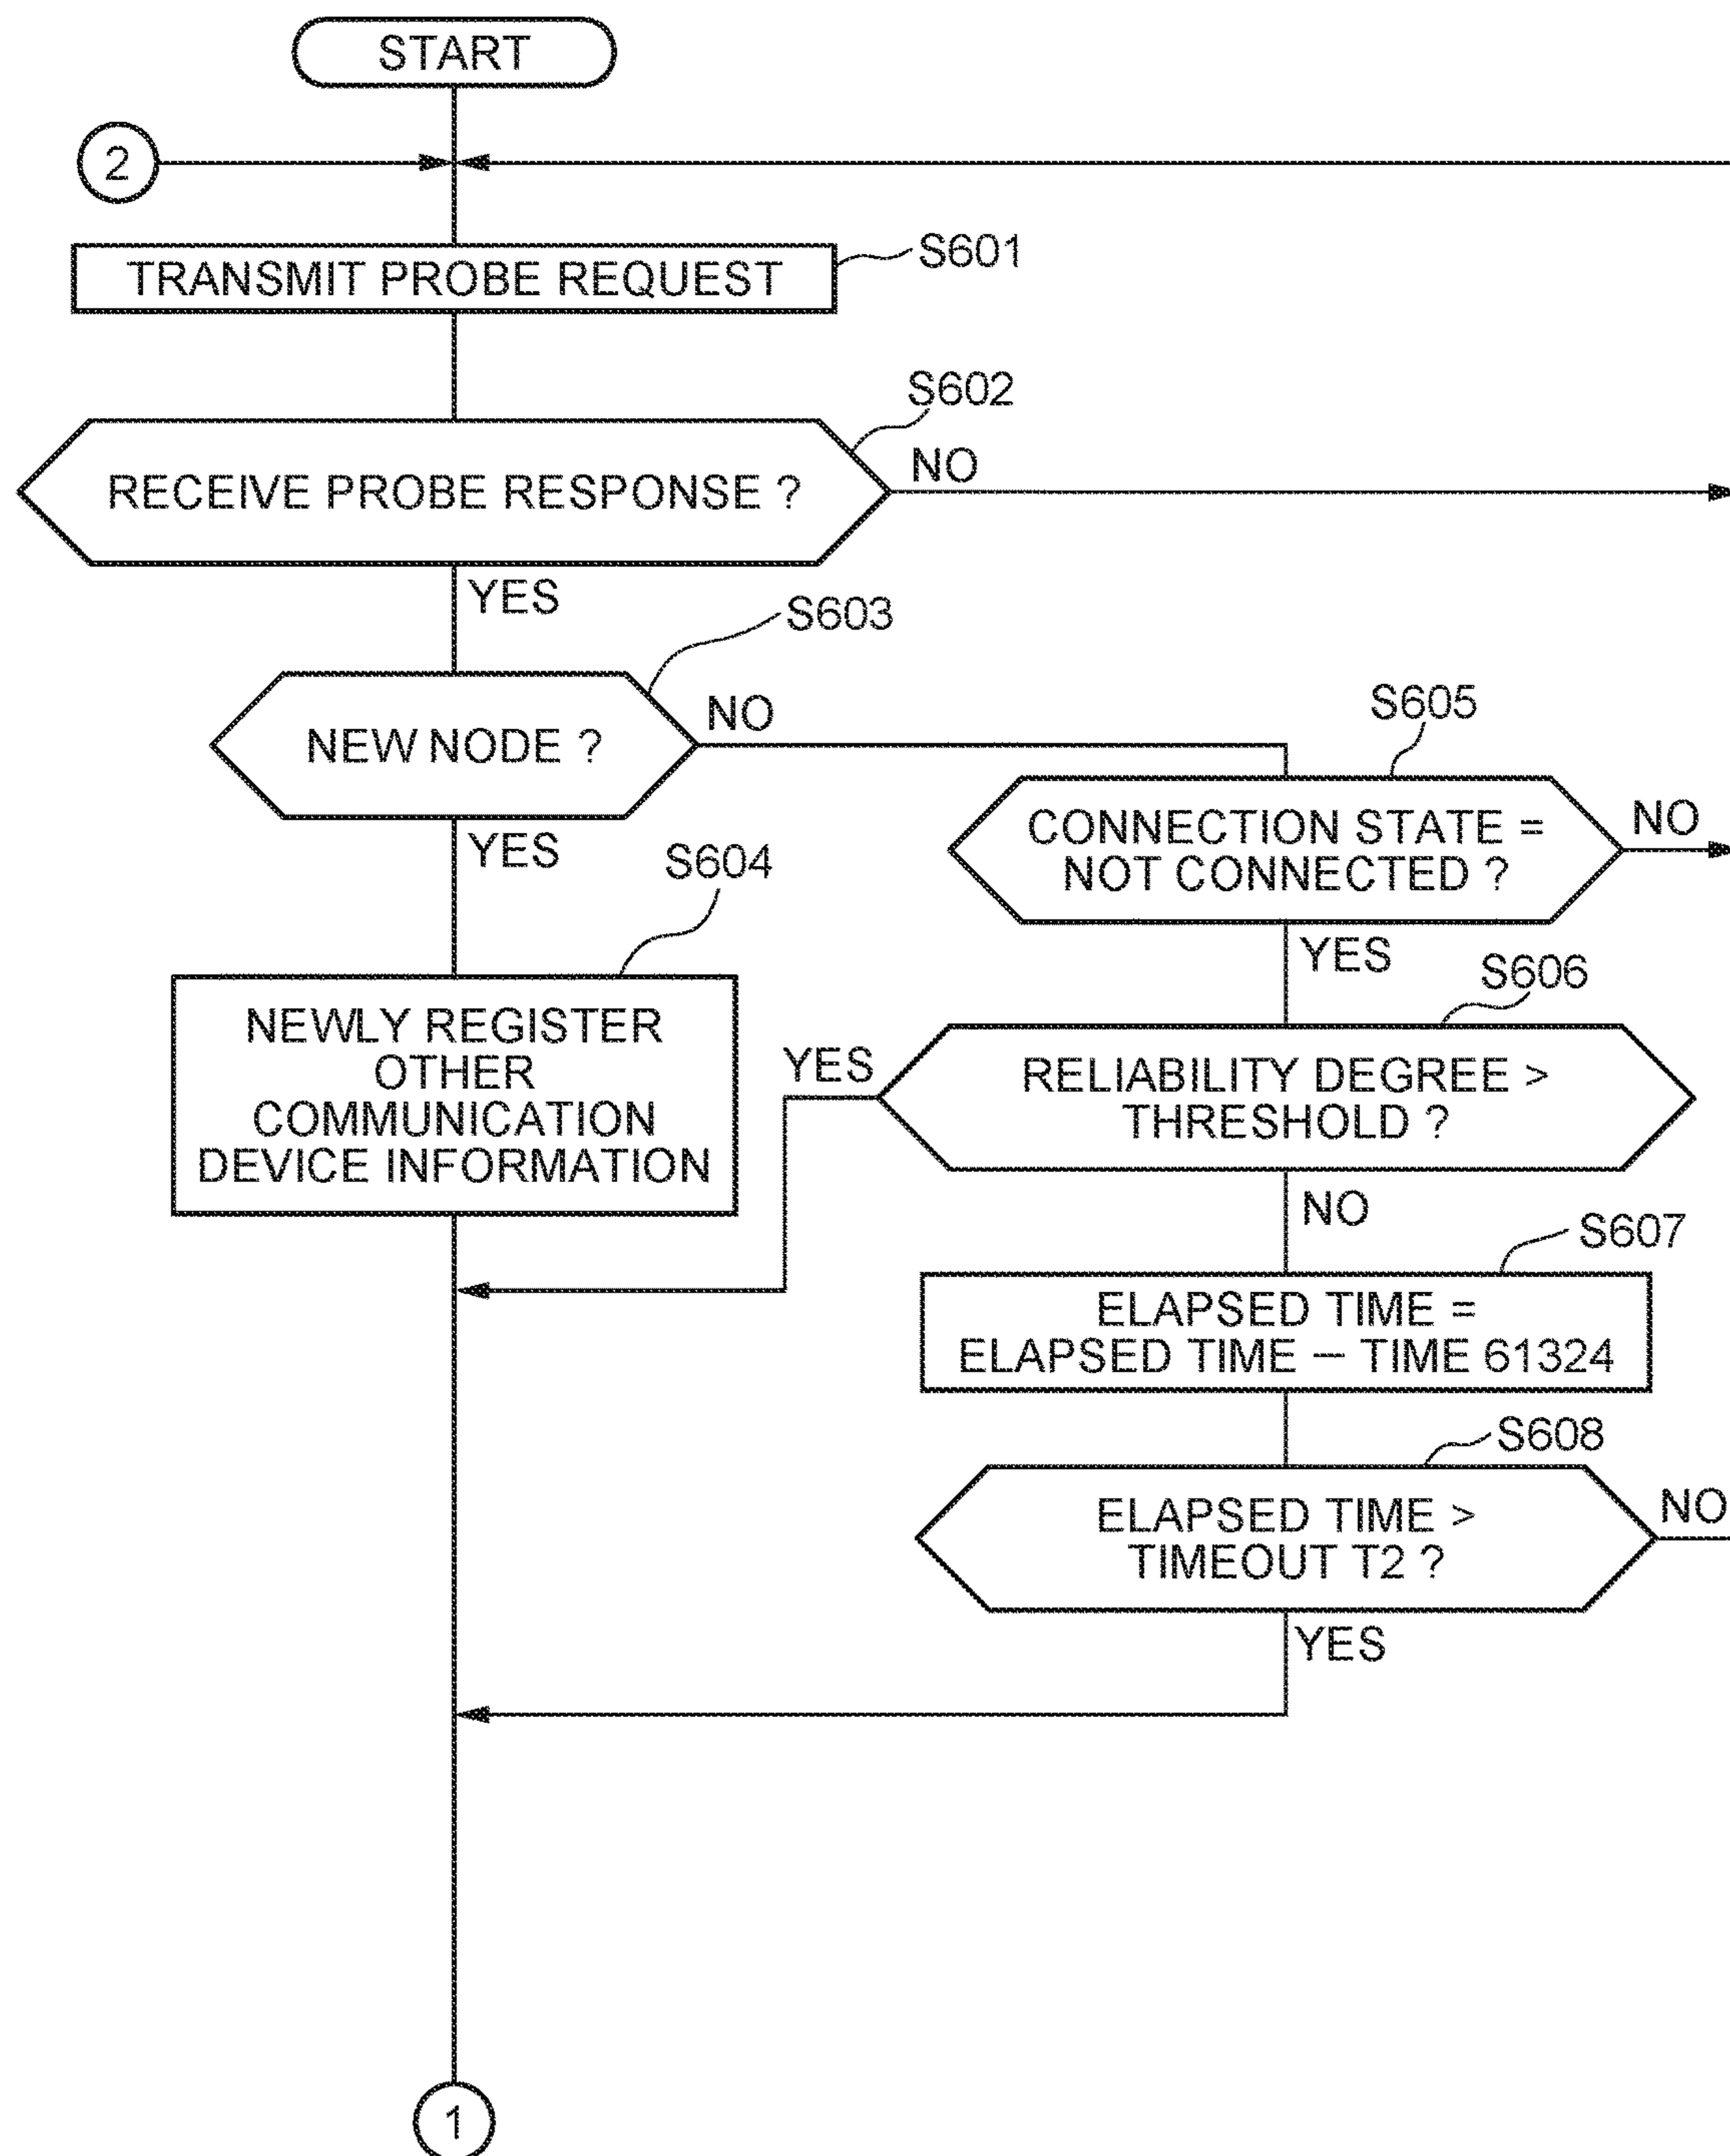 START
2
TRANSMIT PROBE REQUEST
S601
S602
RECEIVE PROBE RESPONSE ?
NO
YES
S603
NEW NODE ?
NO
YES
S604
NEWLY REGISTER
OTHER
COMMUNICATION
DEVICE INFORMATION
S605
CONNECTION STATE =
NOT CONNECTED ?
NO
YES
S606
RELIABILITY DEGREE >
THRESHOLD ?
YES
NO
S607
ELAPSED TIME =
ELAPSED TIME – TIME 61324
S608
ELAPSED TIME >
TIMEOUT T2 ?
NO
YES
1